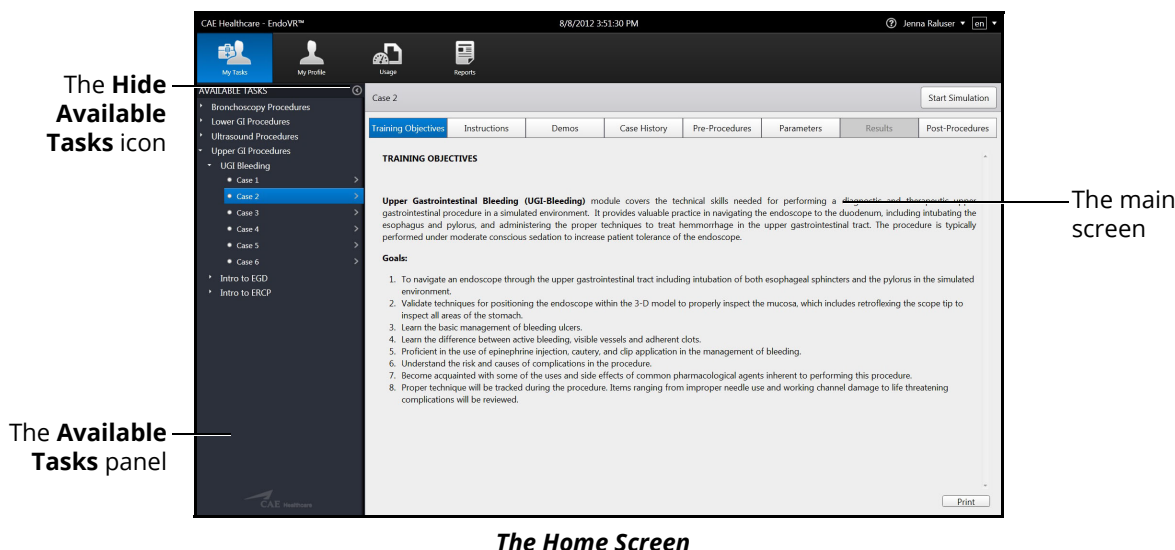 CAE Healthcare - EndoVR™ 8/8/2012 3:51:30 PM Jenna Raluser en
My Tasks My Profile Usage Reports
The Hide
Available
Tasks icon
AVAILABLE TASKS
Bronchoscopy Procedures
Lower GI Procedures
Ultrasound Procedures
Upper GI Procedures
UGI Bleeding
Case 1
Case 2
Case 3
Case 4
Case 5
Case 6
Intro to EGD
Intro to ERCP
The Available
Tasks panel
CAE Healthcare
Case 2 Start Simulation
Training Objectives Instructions Demos Case History Pre-Procedures Parameters Results Post-Procedures
TRAINING OBJECTIVES
Upper Gastrointestinal Bleeding (UGI-Bleeding) module covers the technical skills needed for performing a diagnostic and therapeutic upper
gastrointestinal procedure in a simulated environment. It provides valuable practice in navigating the endoscope to the duodenum, including intubating the
esophagus and pylorus, and administering the proper techniques to treat hemmorhage in the upper gastrointestinal tract. The procedure is typically
performed under moderate conscious sedation to increase patient tolerance of the endoscope.
Goals:
1. To navigate an endoscope through the upper gastrointestinal tract including intubation of both esophageal sphincters and the pylorus in the simulated
environment.
2. Validate techniques for positioning the endoscope within the 3-D model to properly inspect the mucosa, which includes retroflexing the scope tip to
inspect all areas of the stomach.
3. Learn the basic management of bleeding ulcers.
4. Learn the difference between active bleeding, visible vessels and adherent clots.
5. Proficient in the use of epinephrine injection, cautery, and clip application in the management of bleeding.
6. Understand the risk and causes of complications in the procedure.
7. Become acquainted with some of the uses and side effects of common pharmacological agents inherent to performing this procedure.
8. Proper technique will be tracked during the procedure. Items ranging from improper needle use and working channel damage to life threatening
complications will be reviewed.
Print
The main
screen
The Home Screen